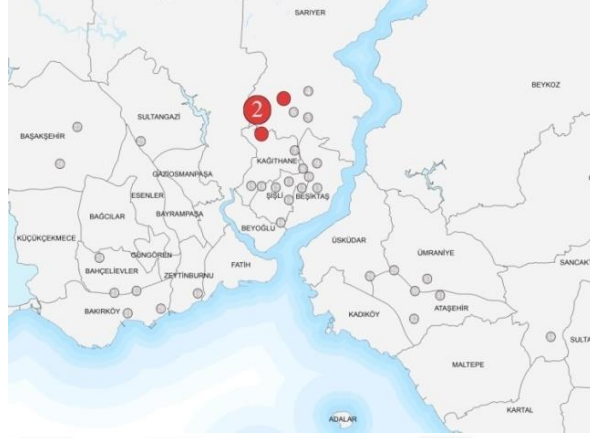 SARIYER
BEYKOZ
2
SULTANGAZİ
BAŞAKŞEHİR
KAĞITHANE
GAZİOSMANPAŞA
ESENLER
ŞİŞLİ
BEŞİKTAŞ
BAĞCILAR
BAYRAMPAŞA
BEYOĞLU
KÜÇÜKÇEKMECE
ÜSKÜDAR
ÜMRANİYE
GÜNGÖREN
FATİH
SANCAKT
BAHÇELİEVLER
ZEYTİNBURNU
BAKIRKÖY
KADIKÖY
ATAŞEHİR
SULTA
MALTEPE
KARTAL
ADALAR